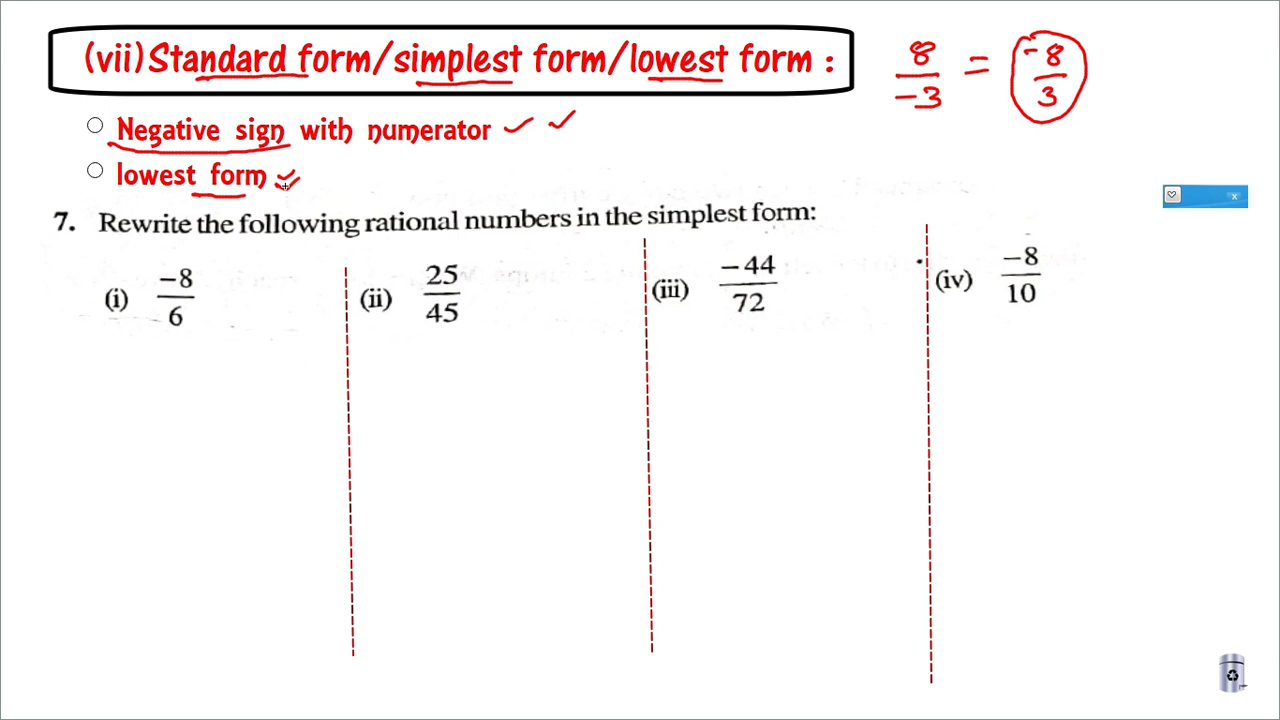 (vii) Standard form/simplest form/lowest form :
8/-3 = -8/3
Negative sign with numerator
lowest form
7. Rewrite the following rational numbers in the simplest form:
(i) -8/6 (ii) 25/45 (iii) -44/72 (iv) -8/10